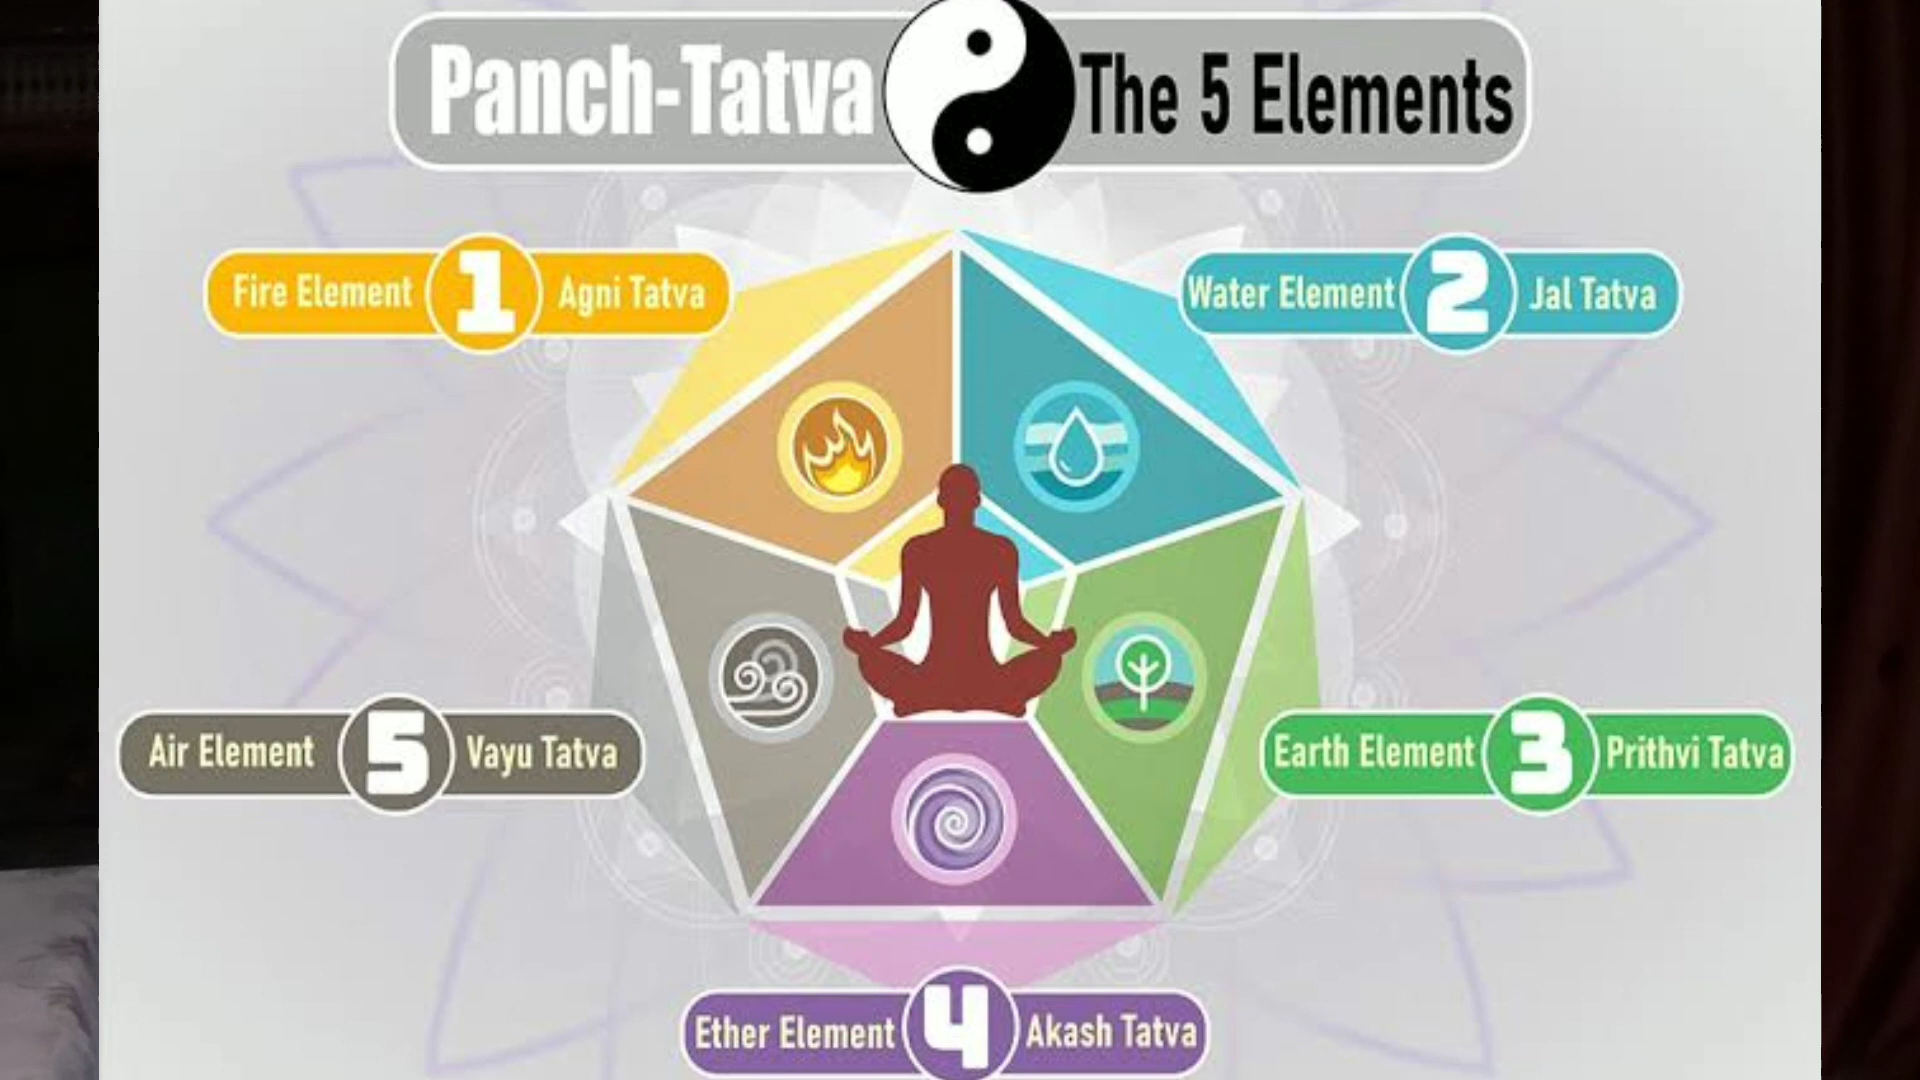 Panch-Tatva The 5 Elements
Fire Element 1 Agni Tatva
Water Element 2 Jal Tatva
Air Element 5 Vayu Tatva
Earth Element 3 Prithvi Tatva
Ether Element 4 Akash Tatva